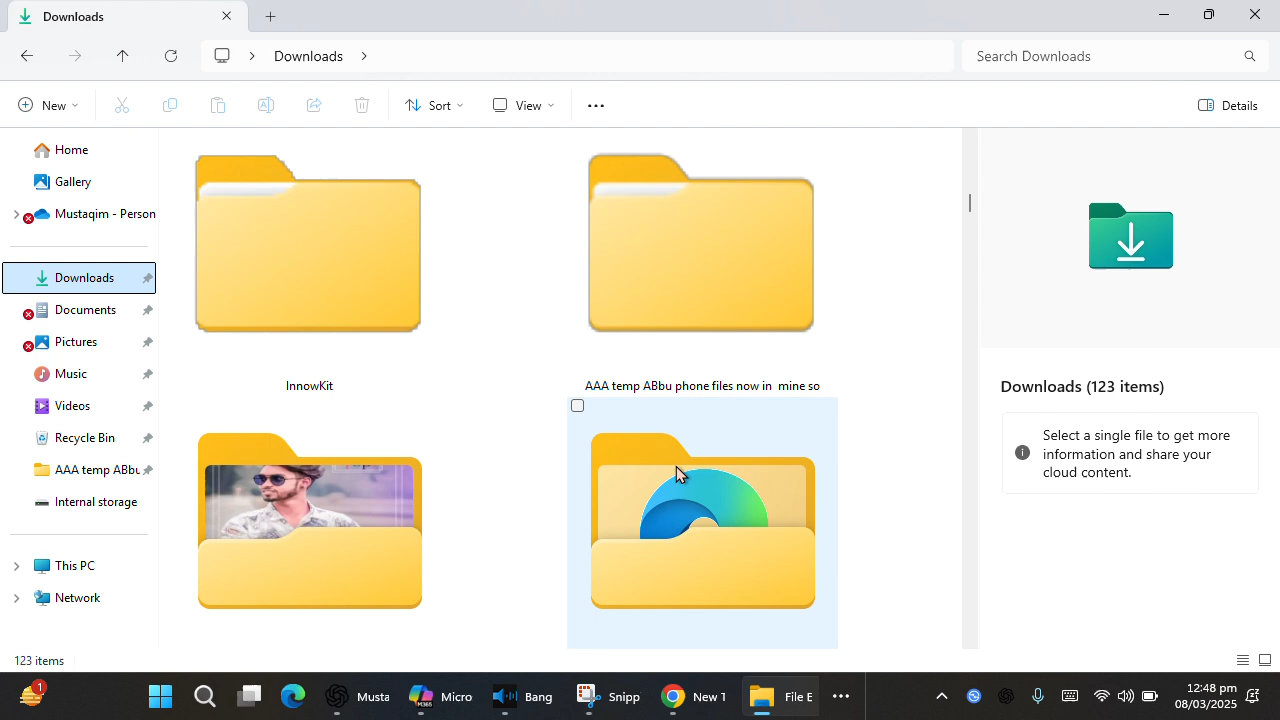 Downloads
Downloads
Search Downloads
New
Sort
View
Details
Home
Gallery
Mustaqim - Person
Downloads
Documents
Pictures
Music
Videos
Recycle Bin
AAA temp ABbu
Internal storage
This PC
Network
InnowKit
AAA temp ABbu phone files now in mine so
Downloads (123 items)
Select a single file to get more
information and share your
cloud content.
123 items
1
Musta
M365
Micro
Bang
Snipp
New 1
File E
12:48 pm
08/03/2025